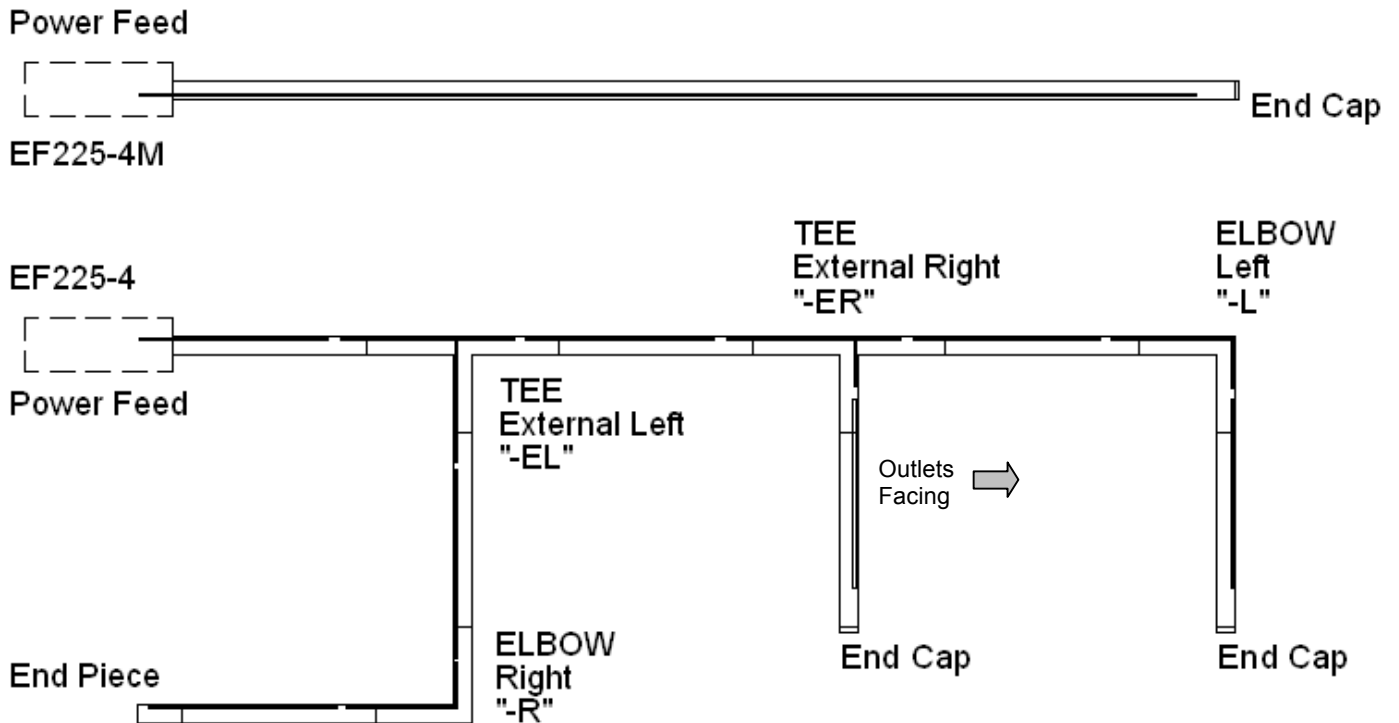 Power Feed
End Cap
EF225-4M
TEE
External Right
"-ER"
ELBOW
Left
"-L"
EF225-4
Power Feed
TEE
External Left
"-EL"
Outlets
Facing
ELBOW
Right
"-R"
End Cap
End Cap
End Piece